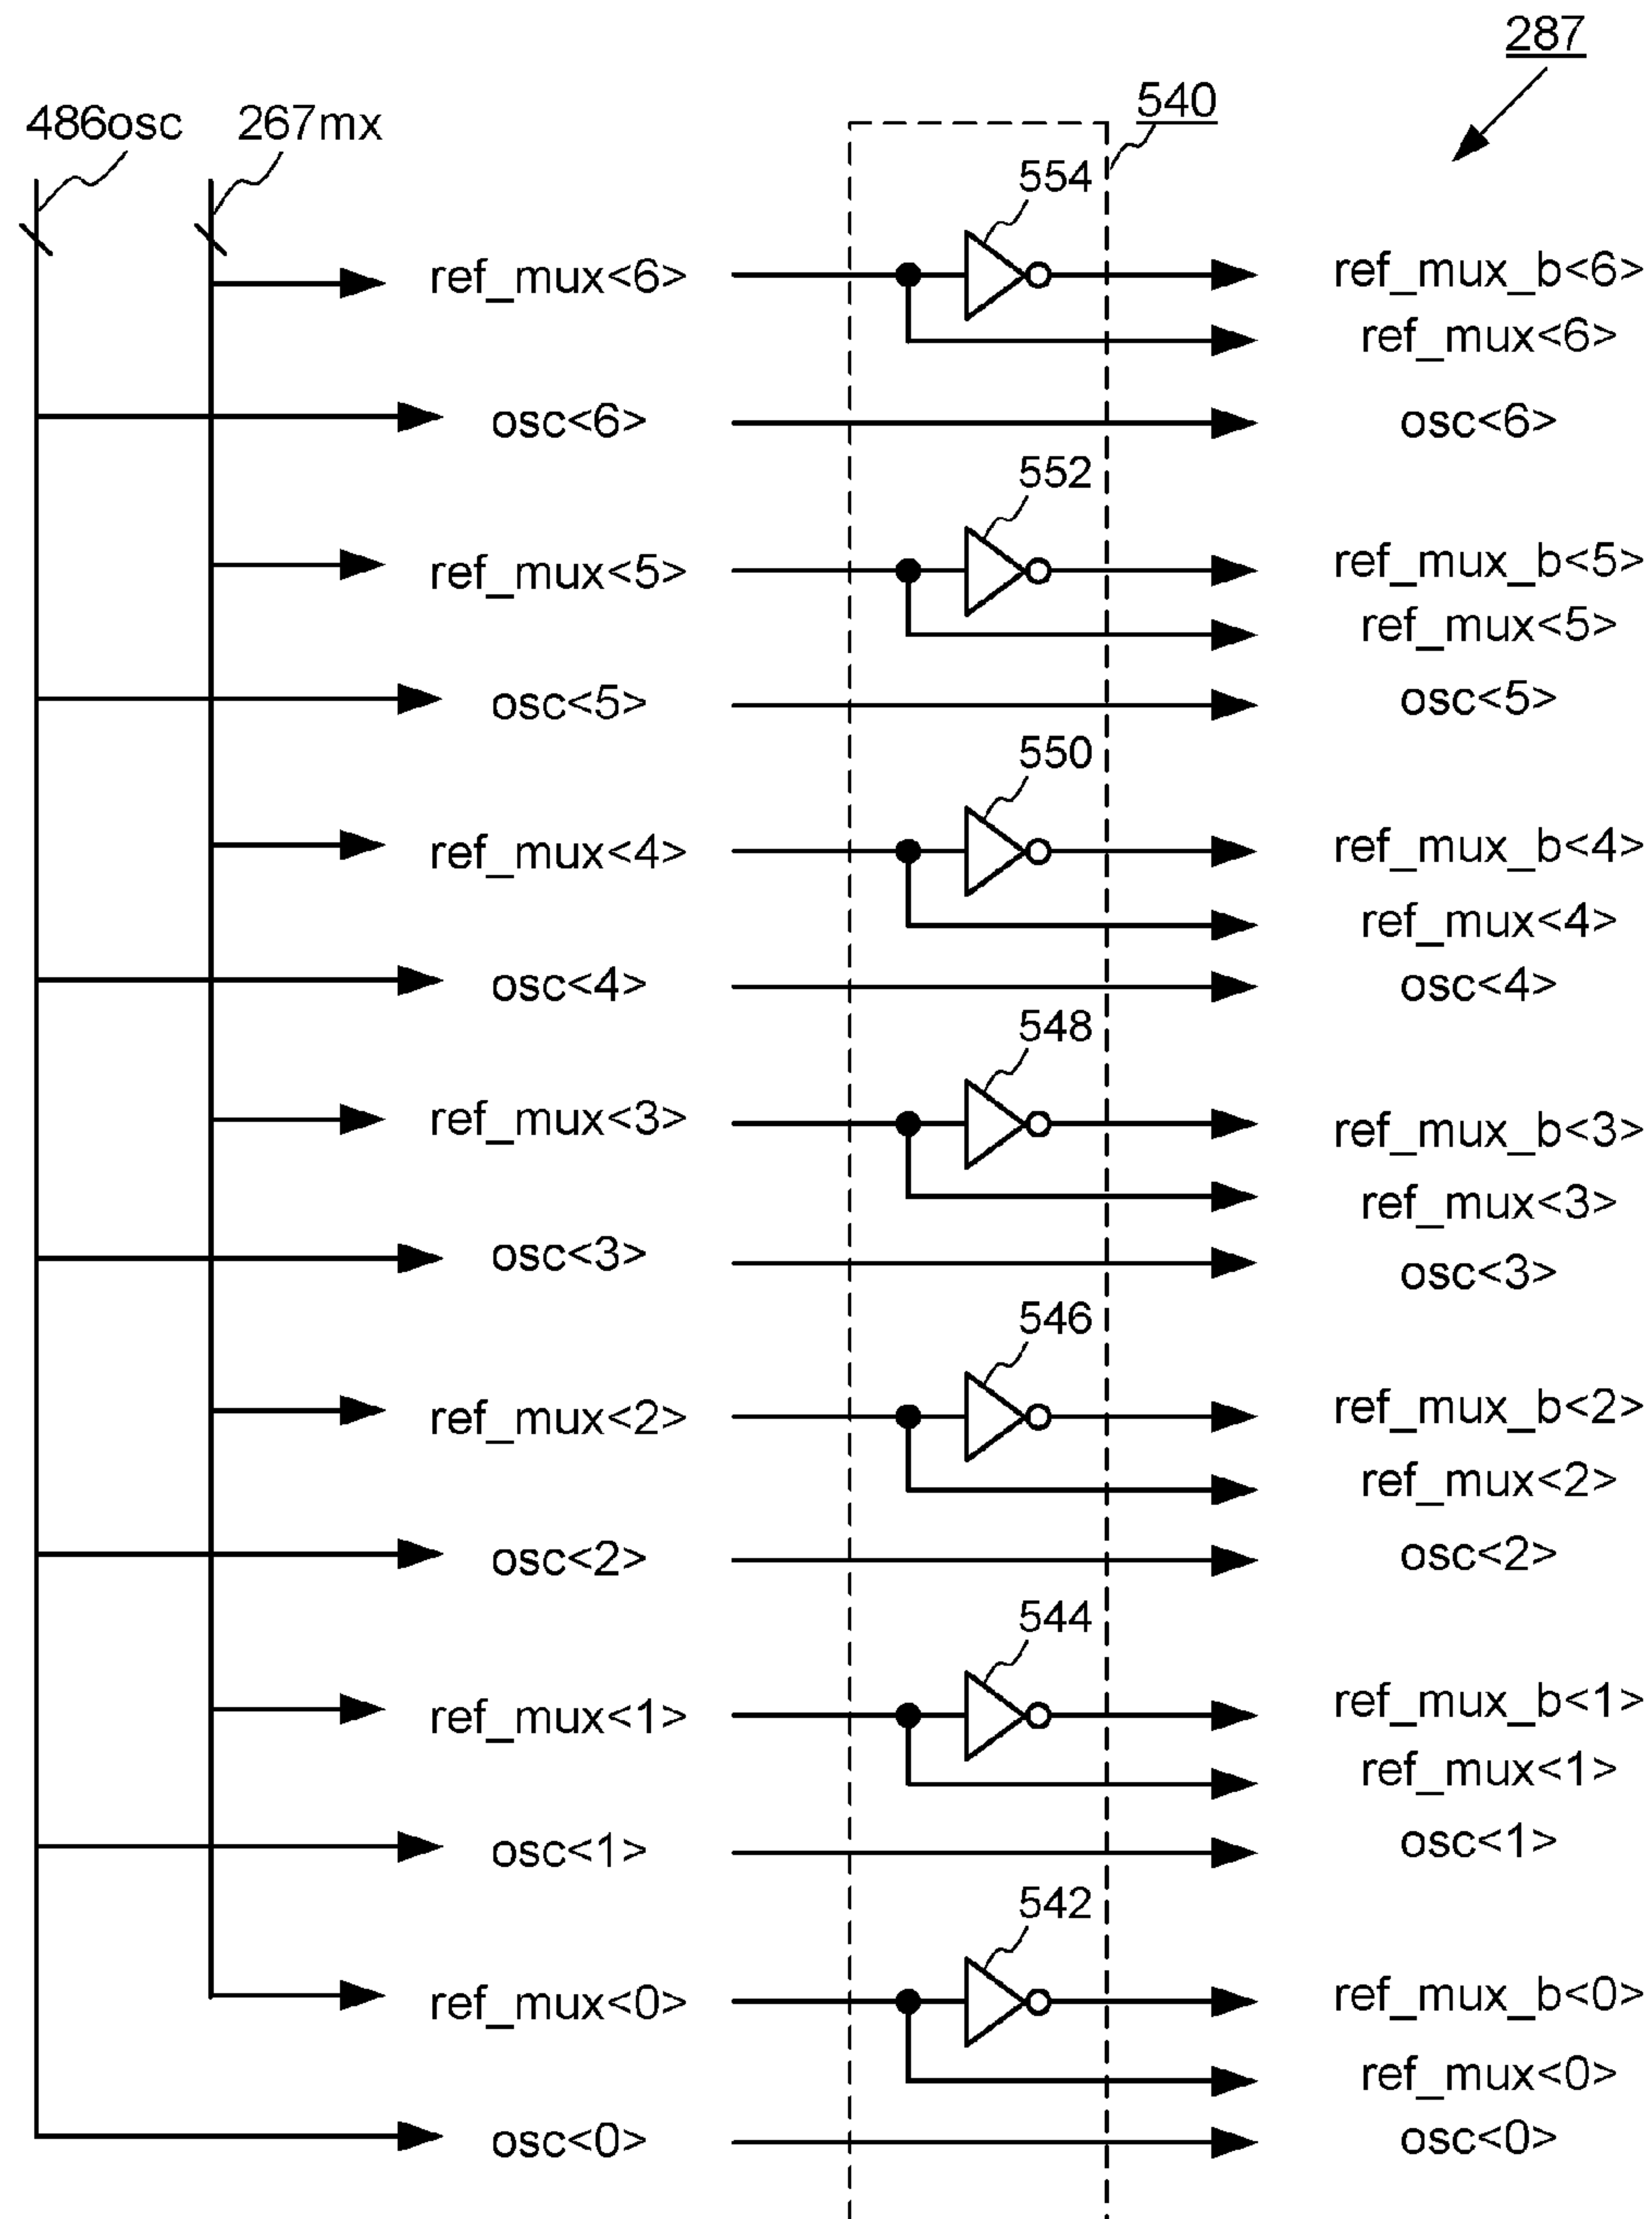 287
540
486osc 267mx
554
ref_mux<6> ref_mux_b<6>
ref_mux<6>
osc<6> osc<6>
552
ref_mux<5> ref_mux_b<5>
ref_mux<5>
osc<5> osc<5>
550
ref_mux<4> ref_mux_b<4>
ref_mux<4>
osc<4> osc<4>
548
ref_mux<3> ref_mux_b<3>
ref_mux<3>
osc<3> osc<3>
546
ref_mux<2> ref_mux_b<2>
ref_mux<2>
osc<2> osc<2>
544
ref_mux<1> ref_mux_b<1>
ref_mux<1>
osc<1> osc<1>
542
ref_mux<0> ref_mux_b<0>
ref_mux<0>
osc<0> osc<0>